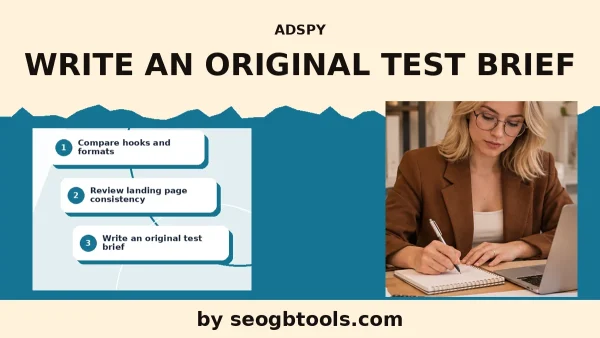 ADSPY
WRITE AN ORIGINAL TEST BRIEF
1 Compare hooks and
formats
2 Review landing page
consistency
3 Write an original test
brief
by seogbtools.com